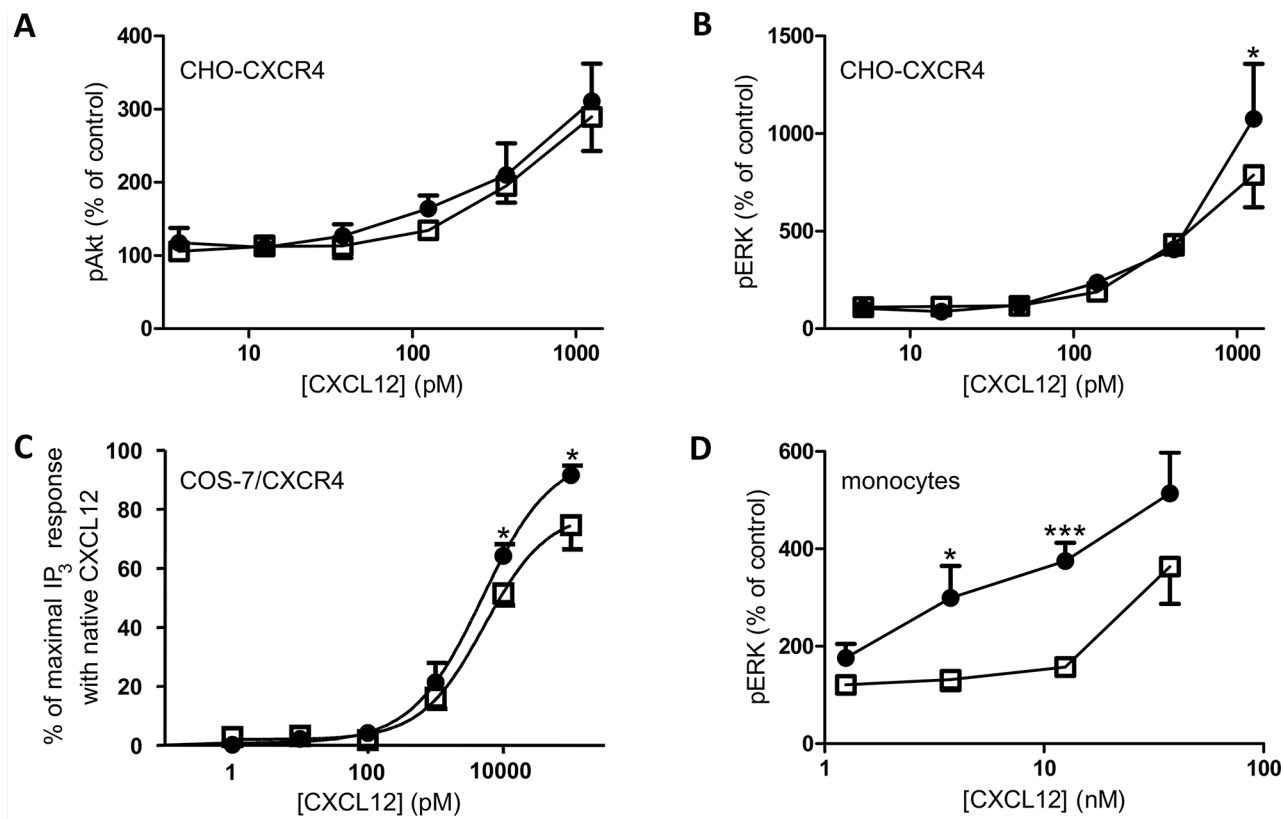 A
400
300
200
100
0
pAkt (% of control)
CHO-CXCR4
10
100
1000
[CXCL12] (pM)
B
1500
1000
500
0
pERK (% of control)
CHO-CXCR4
*
10
100
1000
[CXCL12] (pM)
C
100
80
60
40
20
0
% of maximal IP3 response
with native CXCL12
COS-7/CXCR4
*
*
1
100
10000
[CXCL12] (pM)
D
600
400
200
0
pERK (% of control)
monocytes
*
***
1
10
100
[CXCL12] (nM)